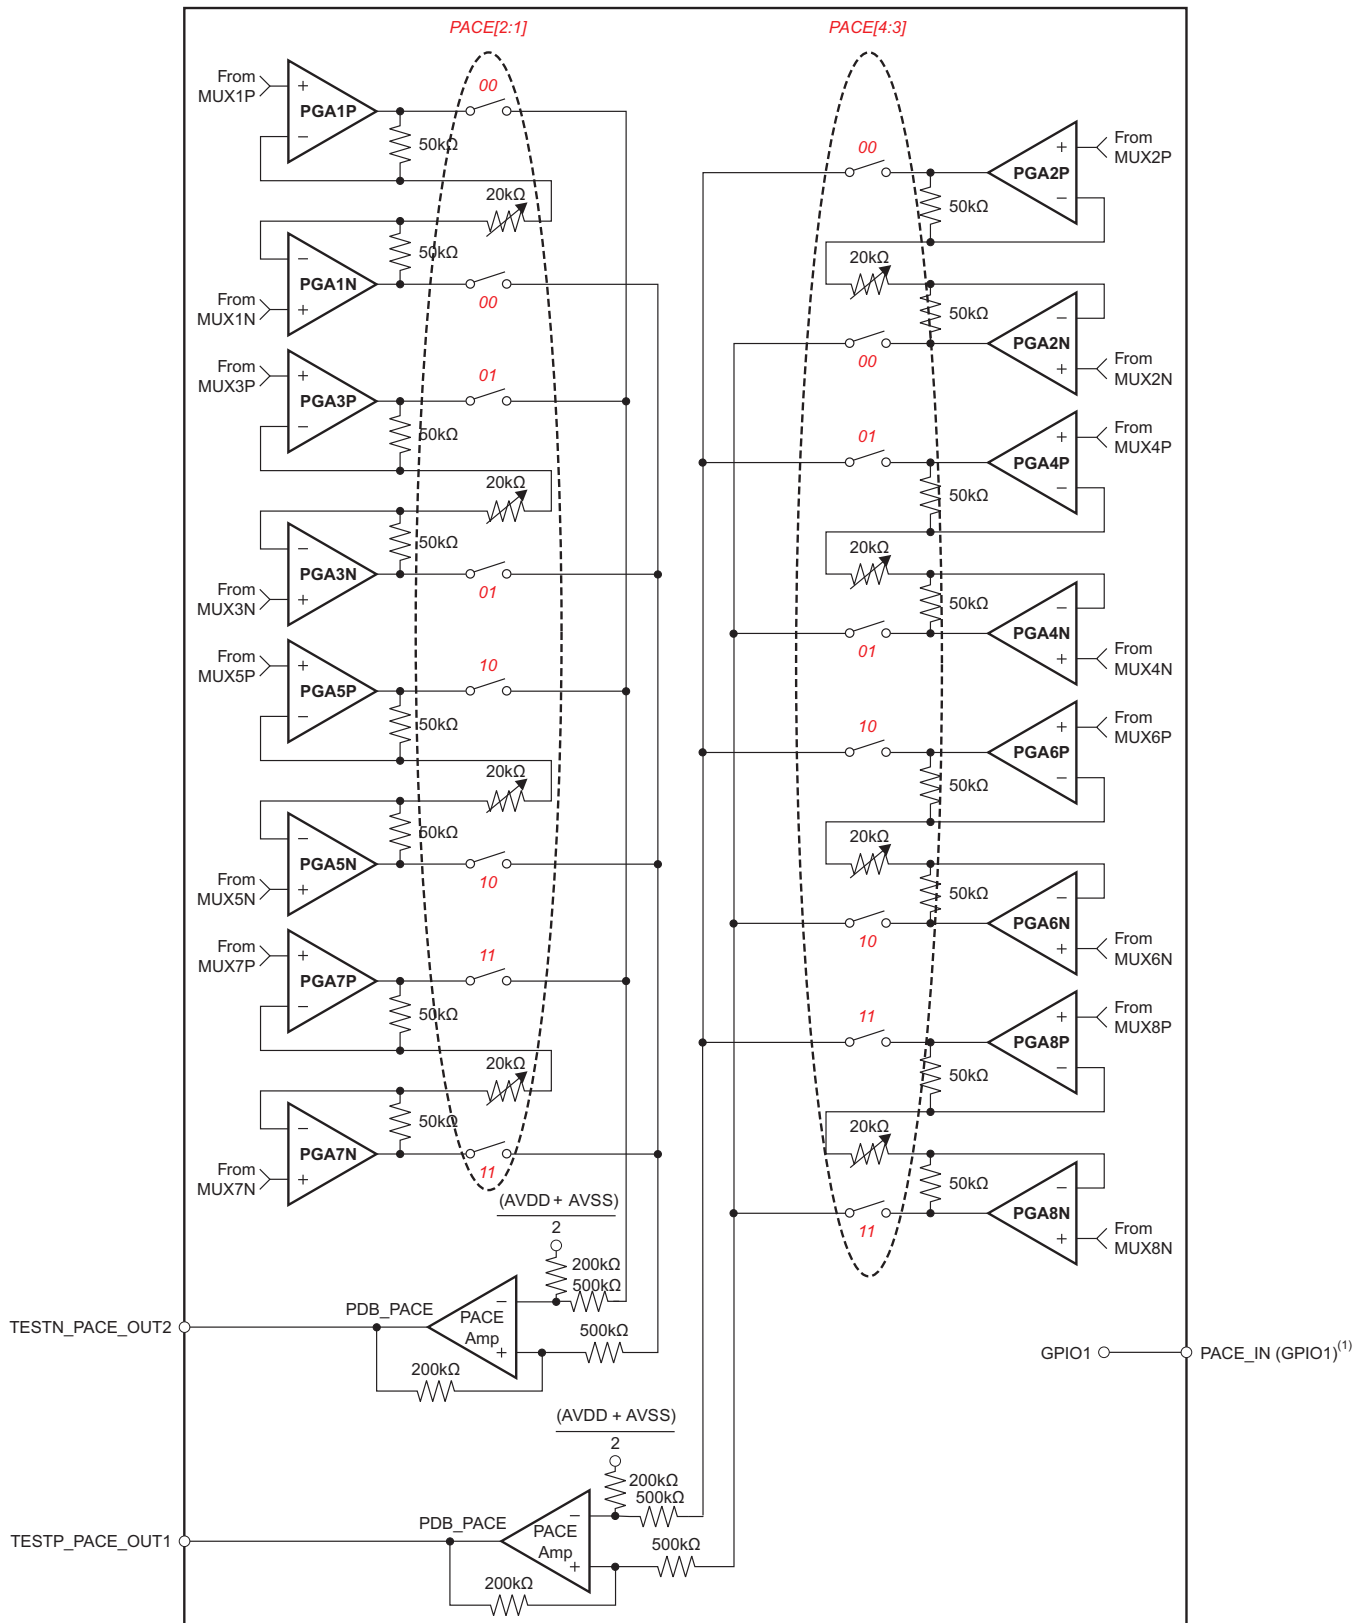 PACE[2:1]
PACE[4:3]
From
MUX1P
+
PGA1P
−
50kΩ
00
20kΩ
−
PGA1N
+
From
MUX1N
50kΩ
00
From
MUX3P
+
PGA3P
−
50kΩ
01
20kΩ
−
PGA3N
+
From
MUX3N
50kΩ
01
From
MUX5P
+
PGA5P
−
50kΩ
10
20kΩ
−
PGA5N
+
From
MUX5N
50kΩ
10
From
MUX7P
+
PGA7P
−
50kΩ
11
20kΩ
−
PGA7N
+
From
MUX7N
50kΩ
11
00
+
PGA2P
−
From
MUX2P
50kΩ
20kΩ
50kΩ
−
PGA2N
+
From
MUX2N
00
01
+
PGA4P
−
From
MUX4P
50kΩ
20kΩ
50kΩ
−
PGA4N
+
From
MUX4N
01
10
+
PGA6P
−
From
MUX6P
50kΩ
20kΩ
50kΩ
−
PGA6N
+
From
MUX6N
10
11
+
PGA8P
−
From
MUX8P
50kΩ
20kΩ
50kΩ
−
PGA8N
+
From
MUX8N
11
(AVDD + AVSS)
2
200kΩ
500kΩ
TESTN_PACE_OUT2
PDB_PACE
−
PACE
Amp
+
500kΩ
200kΩ
GPIO1
PACE_IN (GPIO1)(1)
(AVDD + AVSS)
2
200kΩ
500kΩ
TESTP_PACE_OUT1
PDB_PACE
−
PACE
Amp
+
500kΩ
200kΩ